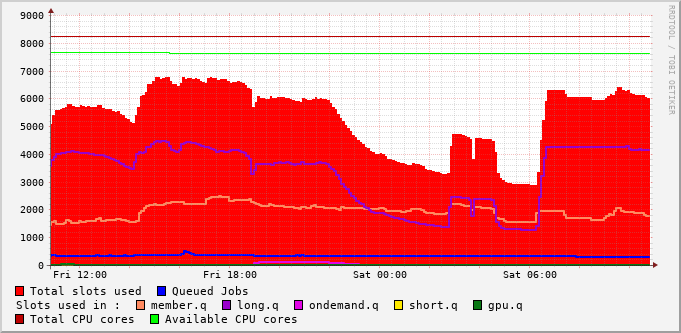 9000
8000
7000
6000
5000
4000
3000
2000
1000
0
Fri 12:00 Fri 18:00 Sat 00:00 Sat 06:00
RRDTOOL / TOBI OETIKER
Total slots used Queued Jobs
Slots used in : member.q long.q ondemand.q short.q gpu.q
Total CPU cores Available CPU cores